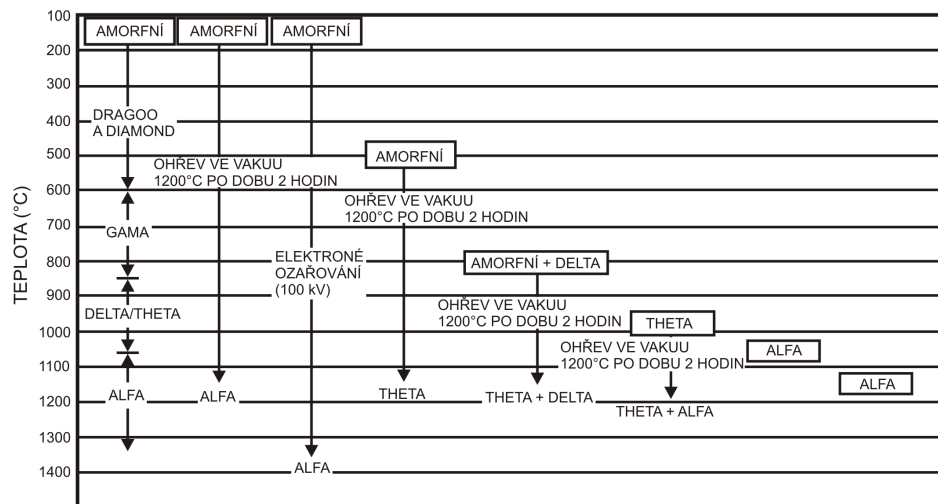 TEPLOTA (°C)
100
200
300
400
500
600
700
800
900
1000
1100
1200
1300
1400
AMORFNÍ
DRAGOO
A DIAMOND
GAMA
DELTA/THETA
ALFA
AMORFNÍ
OHŘEV VE VAKUU
1200°C PO DOBU 2 HODIN
ALFA
AMORFNÍ
ELEKTRONÉ
OZAŘOVÁNÍ
(100 kV)
ALFA
AMORFNÍ
OHŘEV VE VAKUU
1200°C PO DOBU 2 HODIN
THETA
AMORFNÍ + DELTA
OHŘEV VE VAKUU
1200°C PO DOBU 2 HODIN
THETA + DELTA
THETA
OHŘEV VE VAKUU
1200°C PO DOBU 2 HODIN
THETA + ALFA
ALFA
ALFA